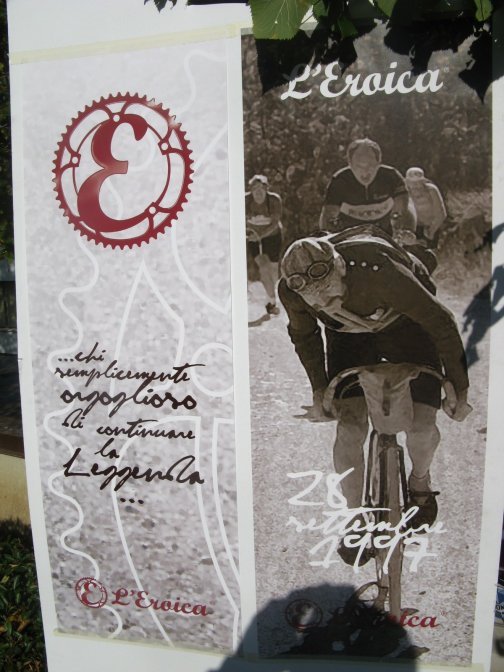 E
...chi
semplicemente
orgoglioso
di continuare
la
Leggenda
...
E L'Eroica
L'Eroica
28
settembre
1997
E L'Eroica